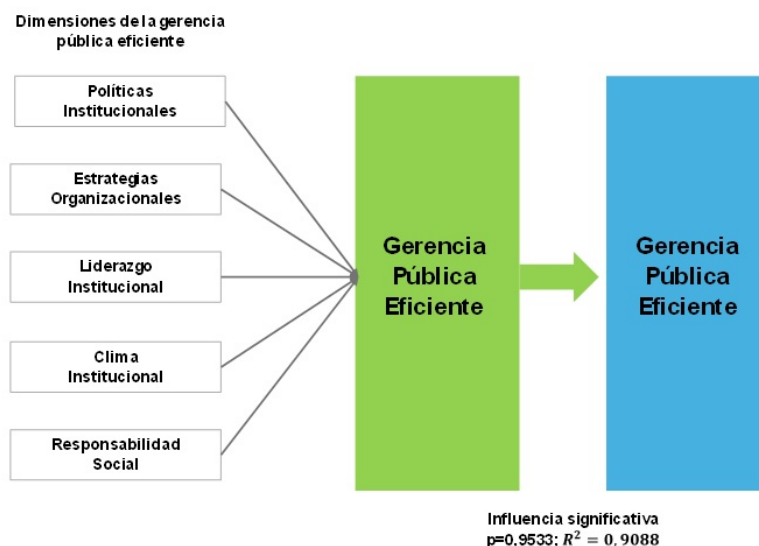 Dimensiones de la gerencia
pública eficiente
Políticas
Institucionales
Estrategias
Organizacionales
Liderazgo
Institucional
Clima
Institucional
Responsabilidad
Social
Gerencia
Pública
Eficiente
Gerencia
Pública
Eficiente
Influencia significativa
p=0,9533; R² = 0,9088